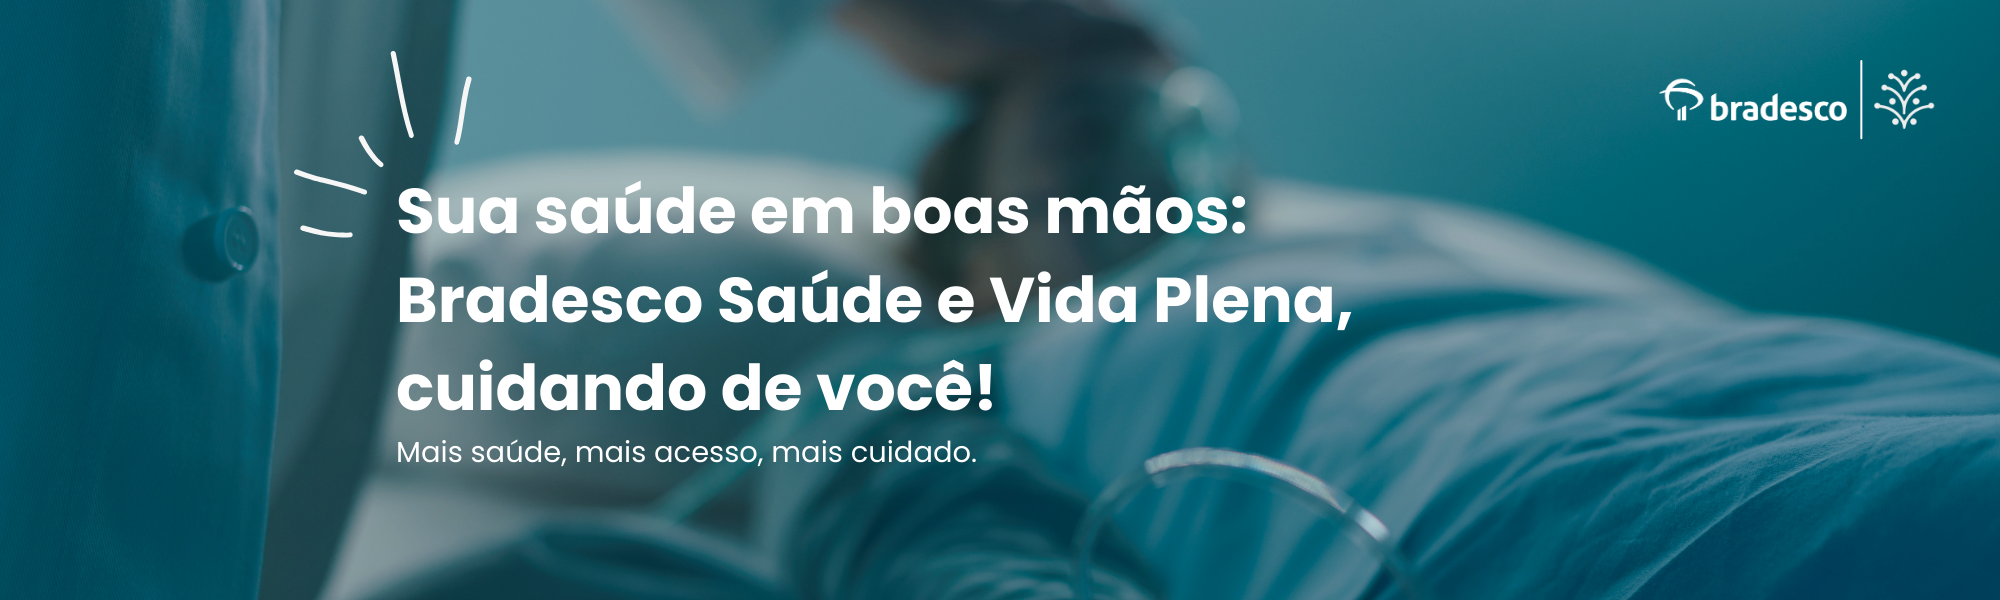 bradesco
Sua saúde em boas mãos:
Bradesco Saúde e Vida Plena,
cuidando de você!
Mais saúde, mais acesso, mais cuidado.